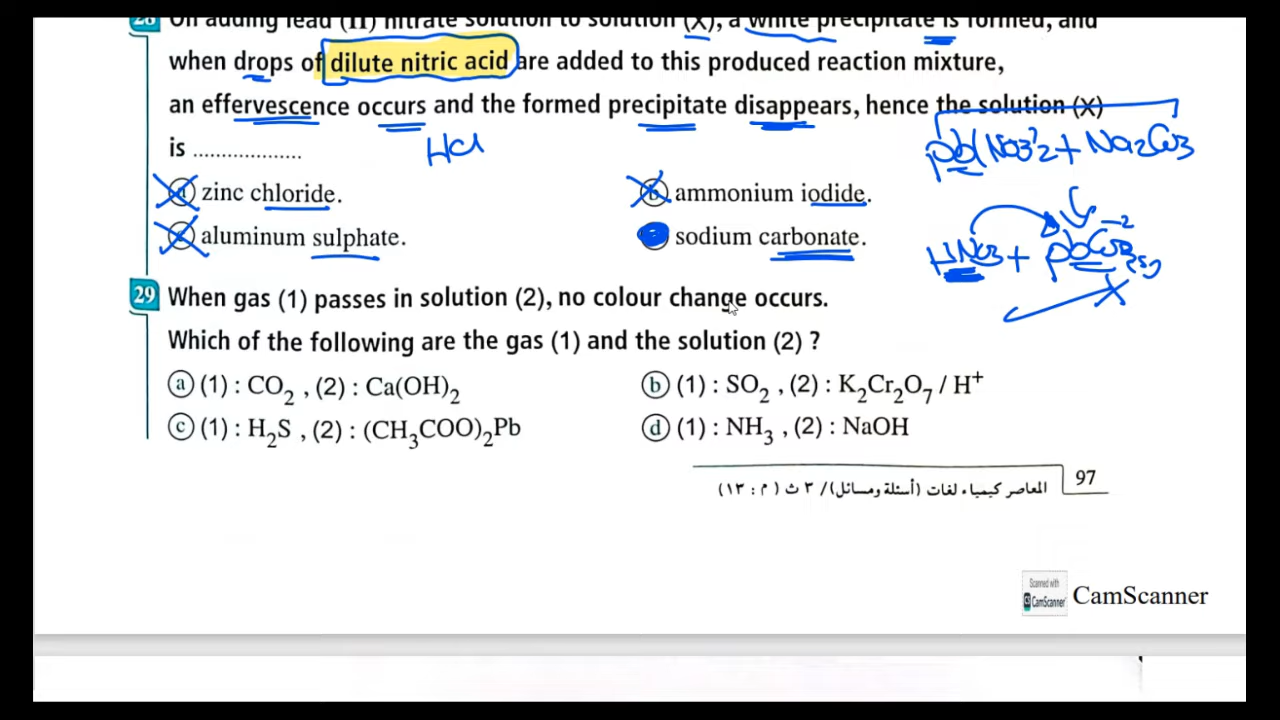 28 On adding lead (II) nitrate solution to solution (X), a white precipitate is formed, and
when drops of dilute nitric acid are added to this produced reaction mixture,
an effervescence occurs and the formed precipitate disappears, hence the solution (X)
is ...................
HCl
pb(NO3)2 + Na2CO3
a zinc chloride.
b ammonium iodide.
c aluminum sulphate.
sodium carbonate.
-2
HNO3 + pbCO3(s)
29 When gas (1) passes in solution (2), no colour change occurs.
Which of the following are the gas (1) and the solution (2) ?
a (1) : CO2 , (2) : Ca(OH)2
b (1) : SO2 , (2) : K2Cr2O7 / H+
c (1) : H2S , (2) : (CH3COO)2Pb
d (1) : NH3 , (2) : NaOH
المعاصر كيمياء لغات (أسئلة ومسائل) / ٣ ث (م : ١٣)
97
Scanned with
CS CamScanner
CamScanner